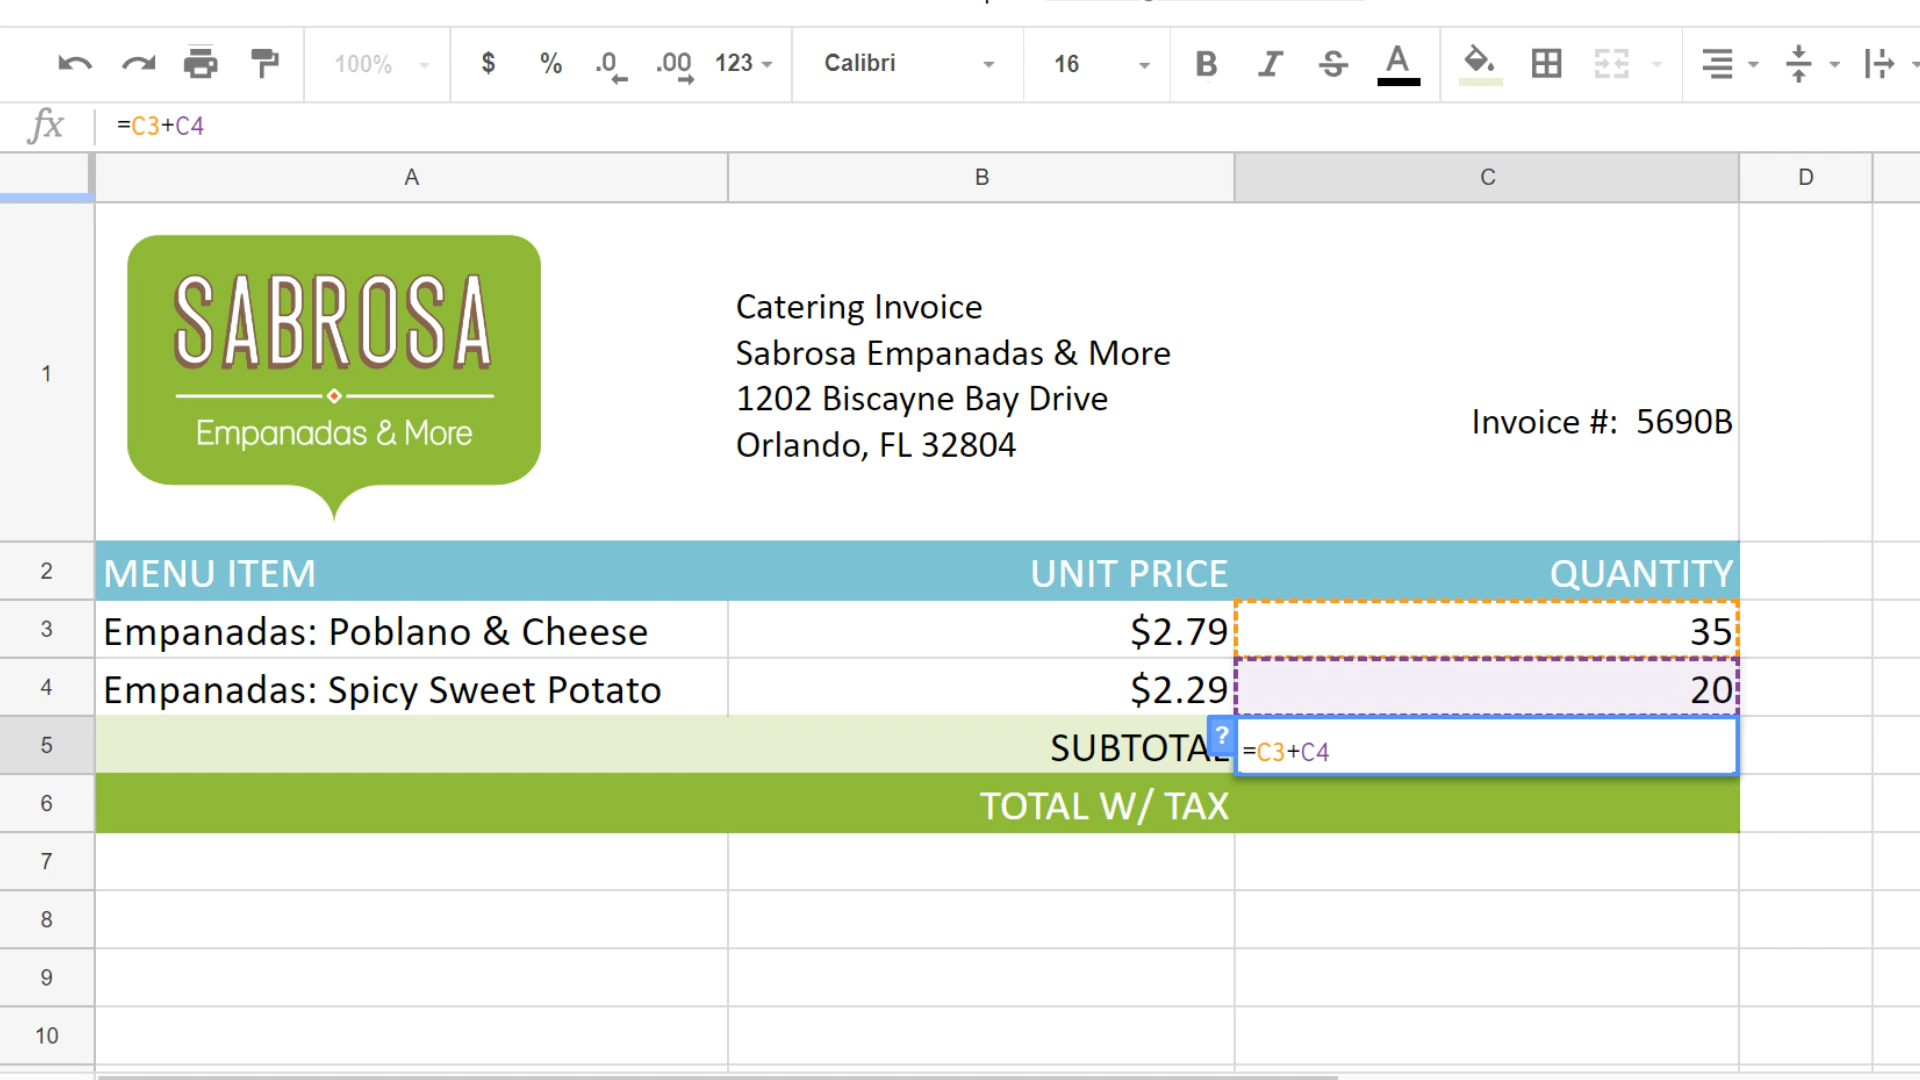 100%
$
%
.0
.00
123
Calibri
16
B
I
S
A
fx
=C3+C4
A
B
C
D
1
SABROSA
Empanadas & More
Catering Invoice
Sabrosa Empanadas & More
1202 Biscayne Bay Drive
Orlando, FL 32804
Invoice #: 5690B
2
MENU ITEM
UNIT PRICE
QUANTITY
3
Empanadas: Poblano & Cheese
$2.79
35
4
Empanadas: Spicy Sweet Potato
$2.29
20
5
SUBTOTAL
?
=C3+C4
6
TOTAL W/ TAX
7
8
9
10